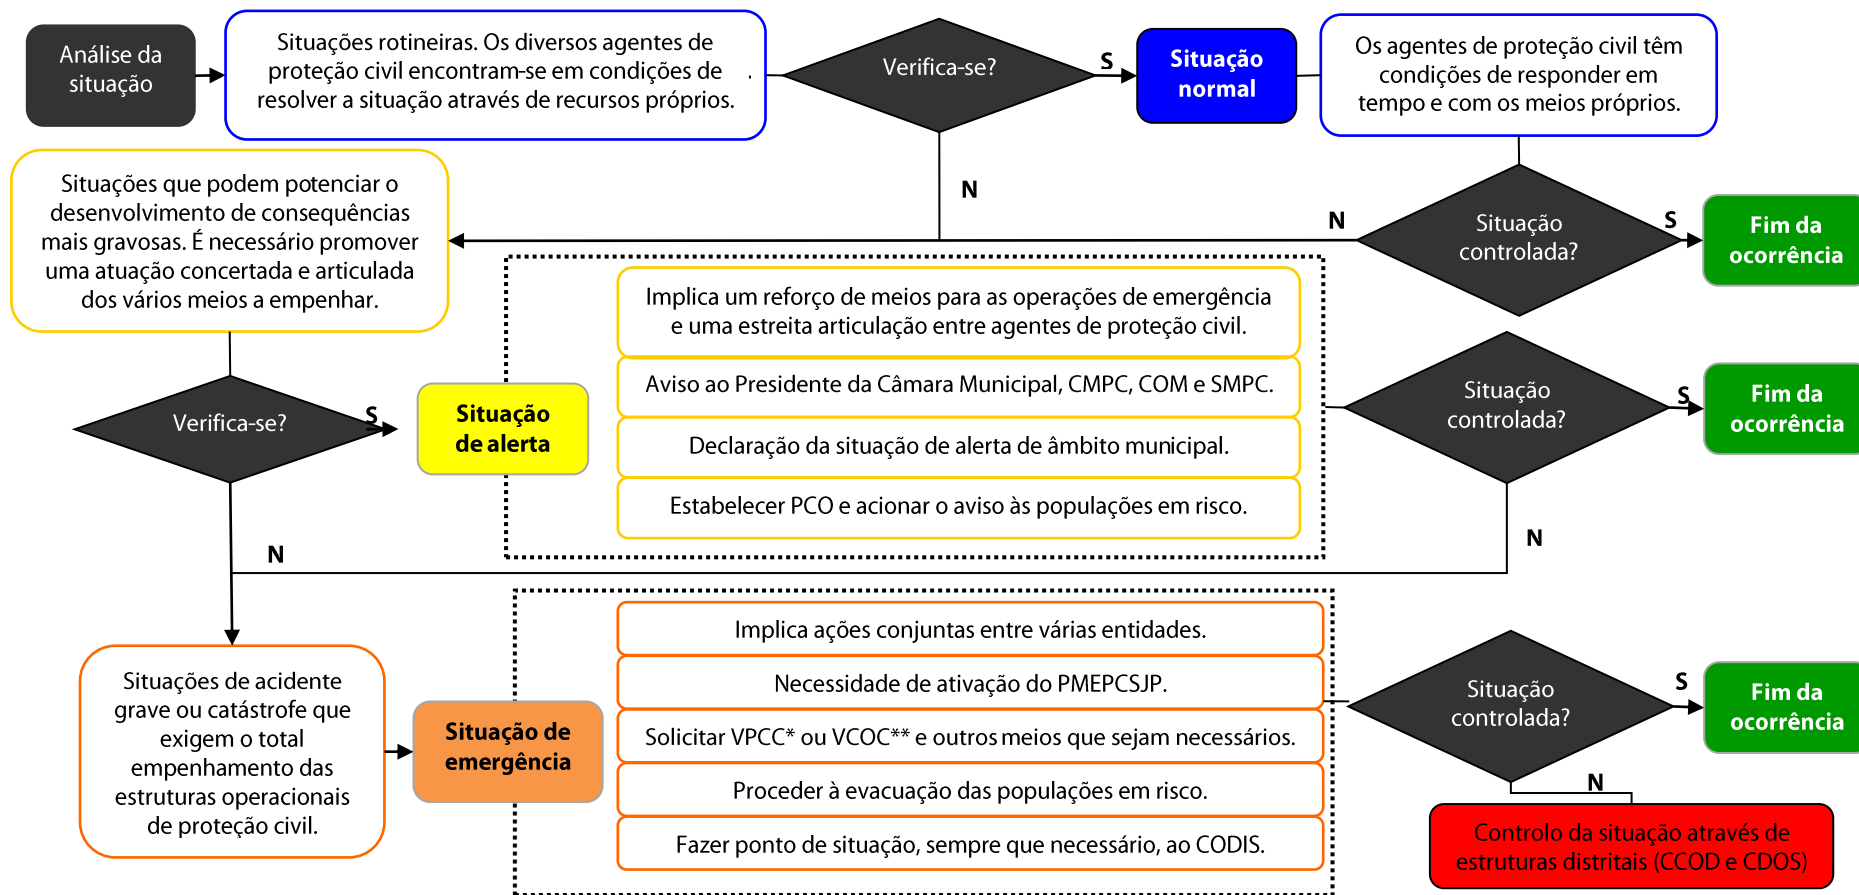 Análise da
situação
Situações rotineiras. Os diversos agentes de
proteção civil encontram-se em condições de
resolver a situação através de recursos próprios.
.
Verifica-se?
S
Situação
normal
Os agentes de proteção civil têm
condições de responder em
tempo e com os meios próprios.
N
Situação
controlada?
N
S
Fim da
ocorrência
Situações que podem potenciar o
desenvolvimento de consequências
mais gravosas. É necessário promover
uma atuação concertada e articulada
dos vários meios a empenhar.
Verifica-se?
S
Situação
de alerta
Implica um reforço de meios para as operações de emergência
e uma estreita articulação entre agentes de proteção civil.
Aviso ao Presidente da Câmara Municipal, CMPC, COM e SMPC.
Declaração da situação de alerta de âmbito municipal.
Estabelecer PCO e acionar o aviso às populações em risco.
Situação
controlada?
S
Fim da
ocorrência
N
N
Situações de acidente
grave ou catástrofe que
exigem o total
empenhamento das
estruturas operacionais
de proteção civil.
Situação de
emergência
Implica ações conjuntas entre várias entidades.
Necessidade de ativação do PMEPCSJP.
Solicitar VPCC* ou VCOC** e outros meios que sejam necessários.
Proceder à evacuação das populações em risco.
Fazer ponto de situação, sempre que necessário, ao CODIS.
Situação
controlada?
S
Fim da
ocorrência
N
Controlo da situação através de
estruturas distritais (CCOD e CDOS)